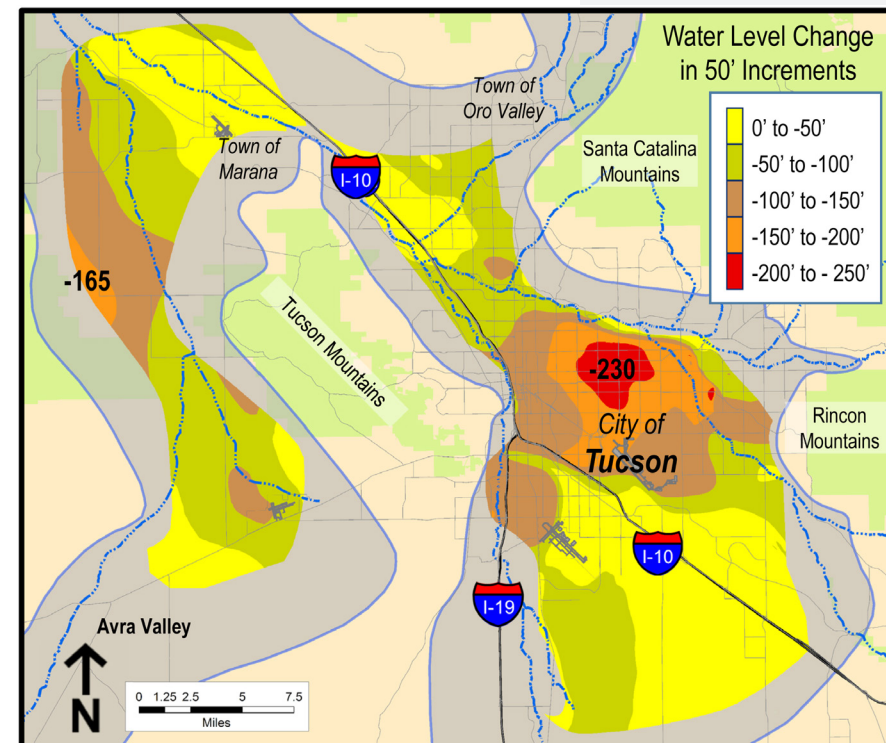 Water Level Change
in 50' Increments
0' to -50'
-50' to -100'
-100' to -150'
-150' to -200'
-200' to - 250'
Town of
Oro Valley
Santa Catalina
Mountains
Town of
Marana
I-10
-165
Tucson Mountains
-230
City of
Tucson
Rincon
Mountains
I-10
I-19
Avra Valley
N
0 1.25 2.5 5 7.5
Miles